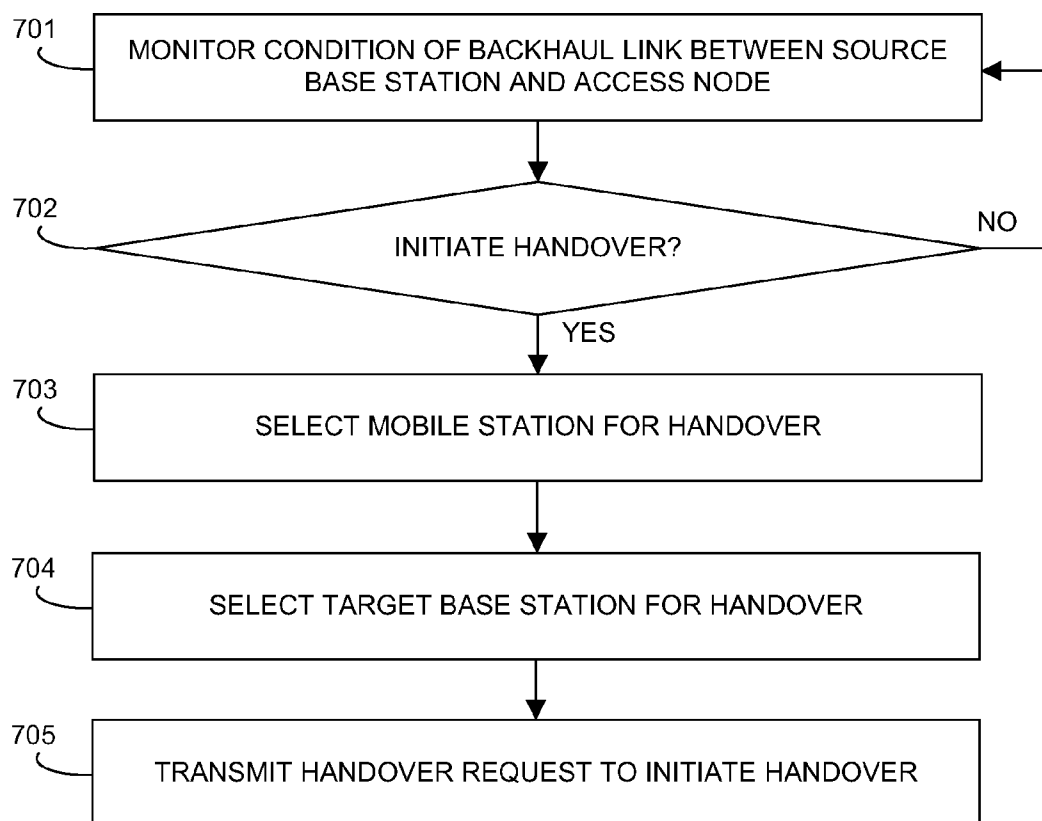 701
MONITOR CONDITION OF BACKHAUL LINK BETWEEN SOURCE
BASE STATION AND ACCESS NODE
702
INITIATE HANDOVER?
NO
YES
703
SELECT MOBILE STATION FOR HANDOVER
704
SELECT TARGET BASE STATION FOR HANDOVER
705
TRANSMIT HANDOVER REQUEST TO INITIATE HANDOVER